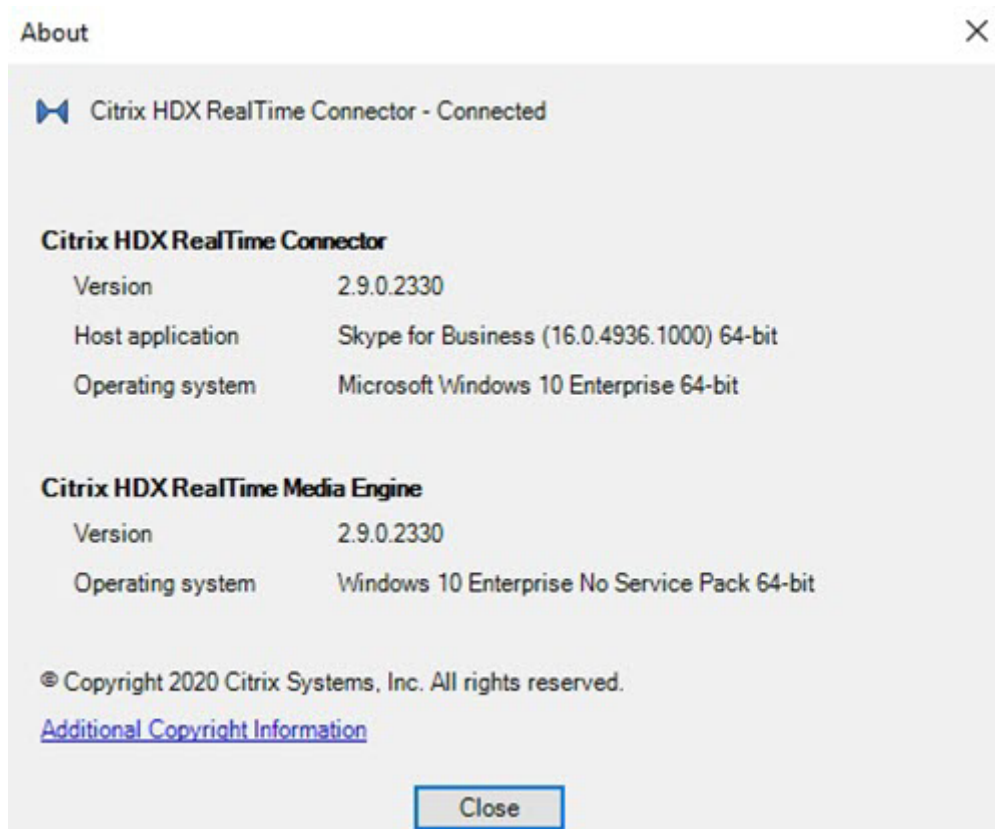 About
Citrix HDX RealTime Connector - Connected
Citrix HDX RealTime Connector
Version 2.9.0.2330
Host application Skype for Business (16.0.4936.1000) 64-bit
Operating system Microsoft Windows 10 Enterprise 64-bit
Citrix HDX RealTime Media Engine
Version 2.9.0.2330
Operating system Windows 10 Enterprise No Service Pack 64-bit
© Copyright 2020 Citrix Systems, Inc. All rights reserved.
Additional Copyright Information
Close